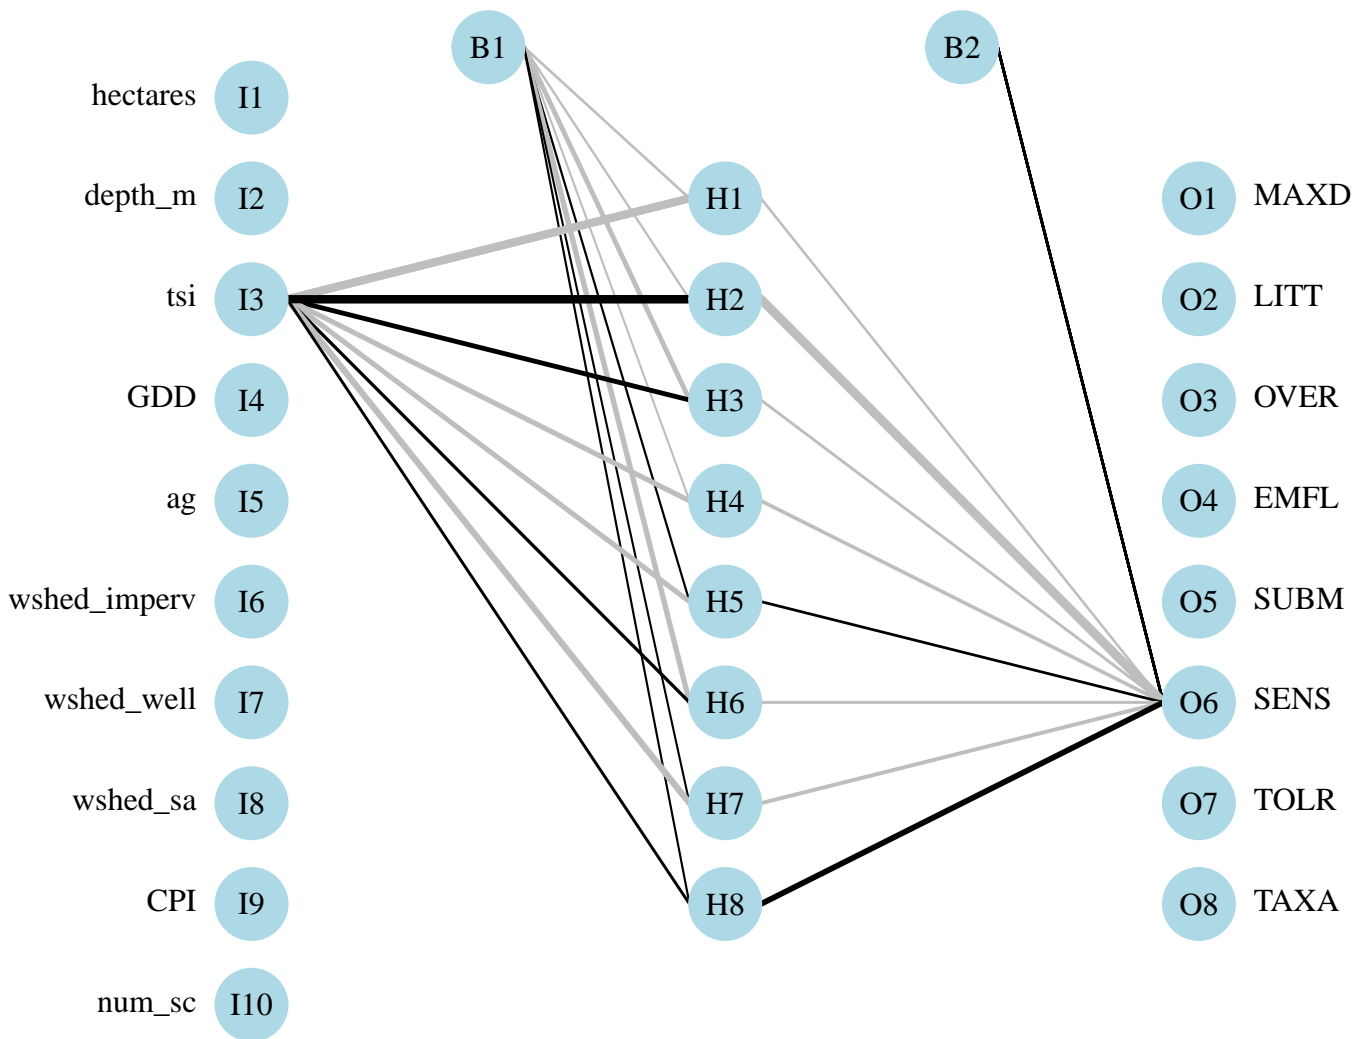 B1 B2
hectares I1
depth_m I2 H1 O1 MAXD
tsi I3 H2 O2 LITT
GDD I4 H3 O3 OVER
ag I5 H4 O4 EMFL
wshed_imperv I6 H5 O5 SUBM
wshed_well I7 H6 O6 SENS
wshed_sa I8 H7 O7 TOLR
CPI I9 H8 O8 TAXA
num_sc I10